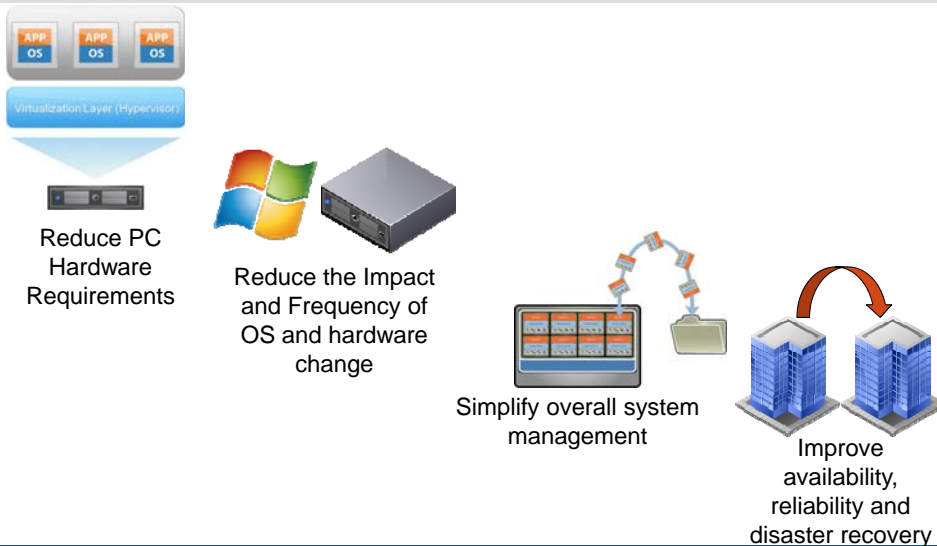 APP APP APP
OS OS OS
Virtualization Layer (Hypervisor)
Reduce PC
Hardware
Requirements
Reduce the Impact
and Frequency of
OS and hardware
change
Simplify overall system
management
Improve
availability,
reliability and
disaster recovery